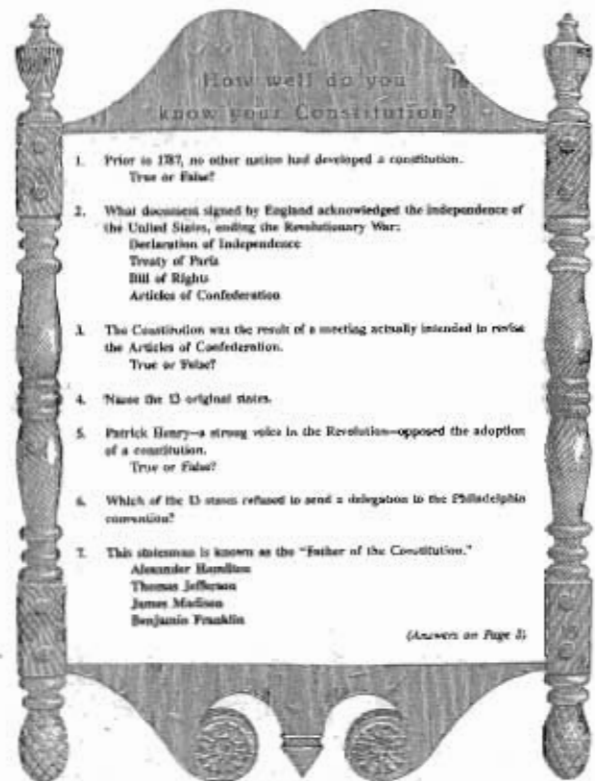 How well do you
know your Constitution?
1. Prior to 1787, no other nation had developed a constitution.
True or False?
2. What document signed by England acknowledged the independence of
the United States, ending the Revolutionary War:
Declaration of Independence
Treaty of Paris
Bill of Rights
Articles of Confederation
3. The Constitution was the result of a meeting actually intended to revise
the Articles of Confederation.
True or False?
4. Name the 13 original states.
5. Patrick Henry—a strong voice in the Revolution—opposed the adoption
of a constitution.
True or False?
6. Which of the 13 states refused to send a delegation to the Philadelphia
convention?
7. This statesman is known as the "Father of the Constitution."
Alexander Hamilton
Thomas Jefferson
James Madison
Benjamin Franklin
(Answers on Page 2)